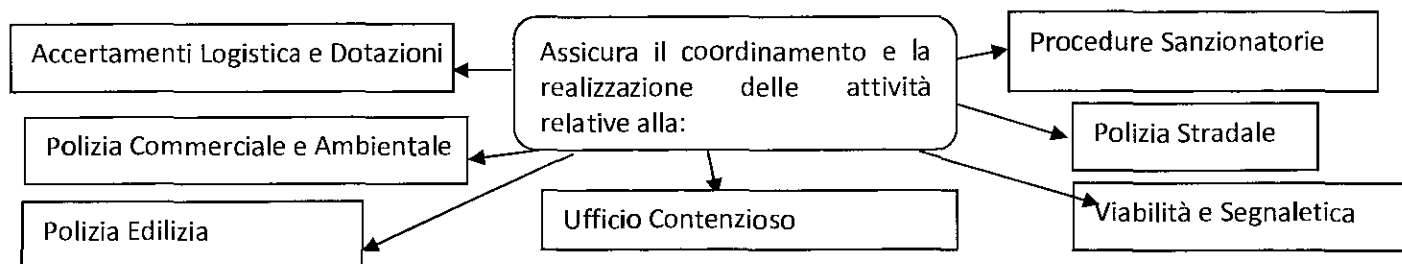 Accertamenti Logistica e Dotazioni
Assicura il coordinamento e la
realizzazione delle attività
relative alla:
Procedure Sanzionatorie
Polizia Commerciale e Ambientale
Polizia Stradale
Polizia Edilizia
Ufficio Contenzioso
Viabilità e Segnaletica